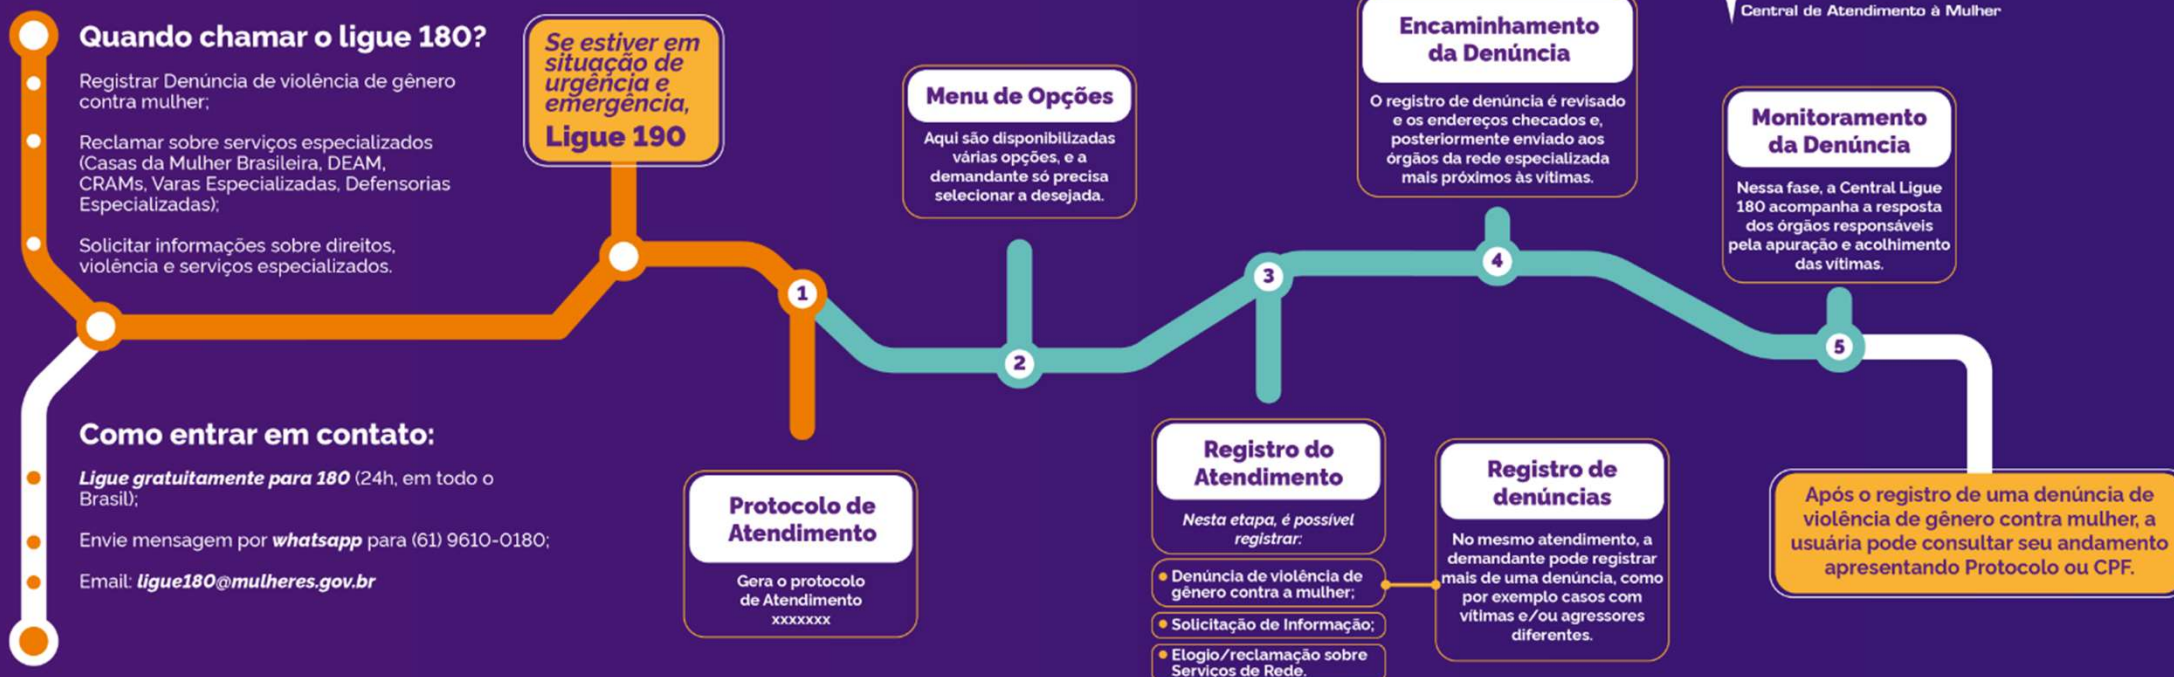 Quando chamar o ligue 180?
Registrar Denúncia de violência de gênero
contra mulher;
Reclamar sobre serviços especializados
(Casas da Mulher Brasileira, DEAM,
CRAMs, Varas Especializadas, Defensorias
Especializadas);
Solicitar informações sobre direitos,
violência e serviços especializados.
Como entrar em contato:
Ligue gratuitamente para 180 (24h, em todo o
Brasil);
Envie mensagem por whatsapp para (61) 9610-0180;
Email: ligue180@mulheres.gov.br
Se estiver em
situação de
urgência e
emergência,
Ligue 190
1
Protocolo de
Atendimento
Gera o protocolo
de Atendimento
xxxxxxx
Menu de Opções
Aqui são disponibilizadas
várias opções, e a
demandante só precisa
selecionar a desejada.
2
3
Registro do
Atendimento
Nesta etapa, é possível
registrar:
Denúncia de violência de
gênero contra a mulher;
Solicitação de Informação;
Elogio/reclamação sobre
Serviços de Rede.
Registro de
denúncias
No mesmo atendimento, a
demandante pode registrar
mais de uma denúncia, como
por exemplo casos com
vítimas e/ou agressores
diferentes.
Encaminhamento
da Denúncia
O registro de denúncia é revisado
e os endereços checados e,
posteriormente enviado aos
órgãos da rede especializada
mais próximos às vítimas.
4
Central de Atendimento à Mulher
Monitoramento
da Denúncia
Nessa fase, a Central Ligue
180 acompanha a resposta
dos órgãos responsáveis
pela apuração e acolhimento
das vítimas.
5
Após o registro de uma denúncia de
violência de gênero contra mulher, a
usuária pode consultar seu andamento
apresentando Protocolo ou CPF.